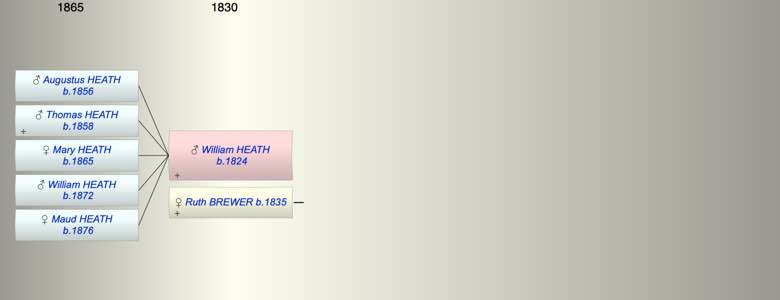 1865
1830
♂ Augustus HEATH
b.1856
♂ Thomas HEATH
b.1858
+
♀ Mary HEATH
b.1865
♂ William HEATH
b.1872
♀ Maud HEATH
b.1876
♂ William HEATH
b.1824
+
♀ Ruth BREWER b.1835
+